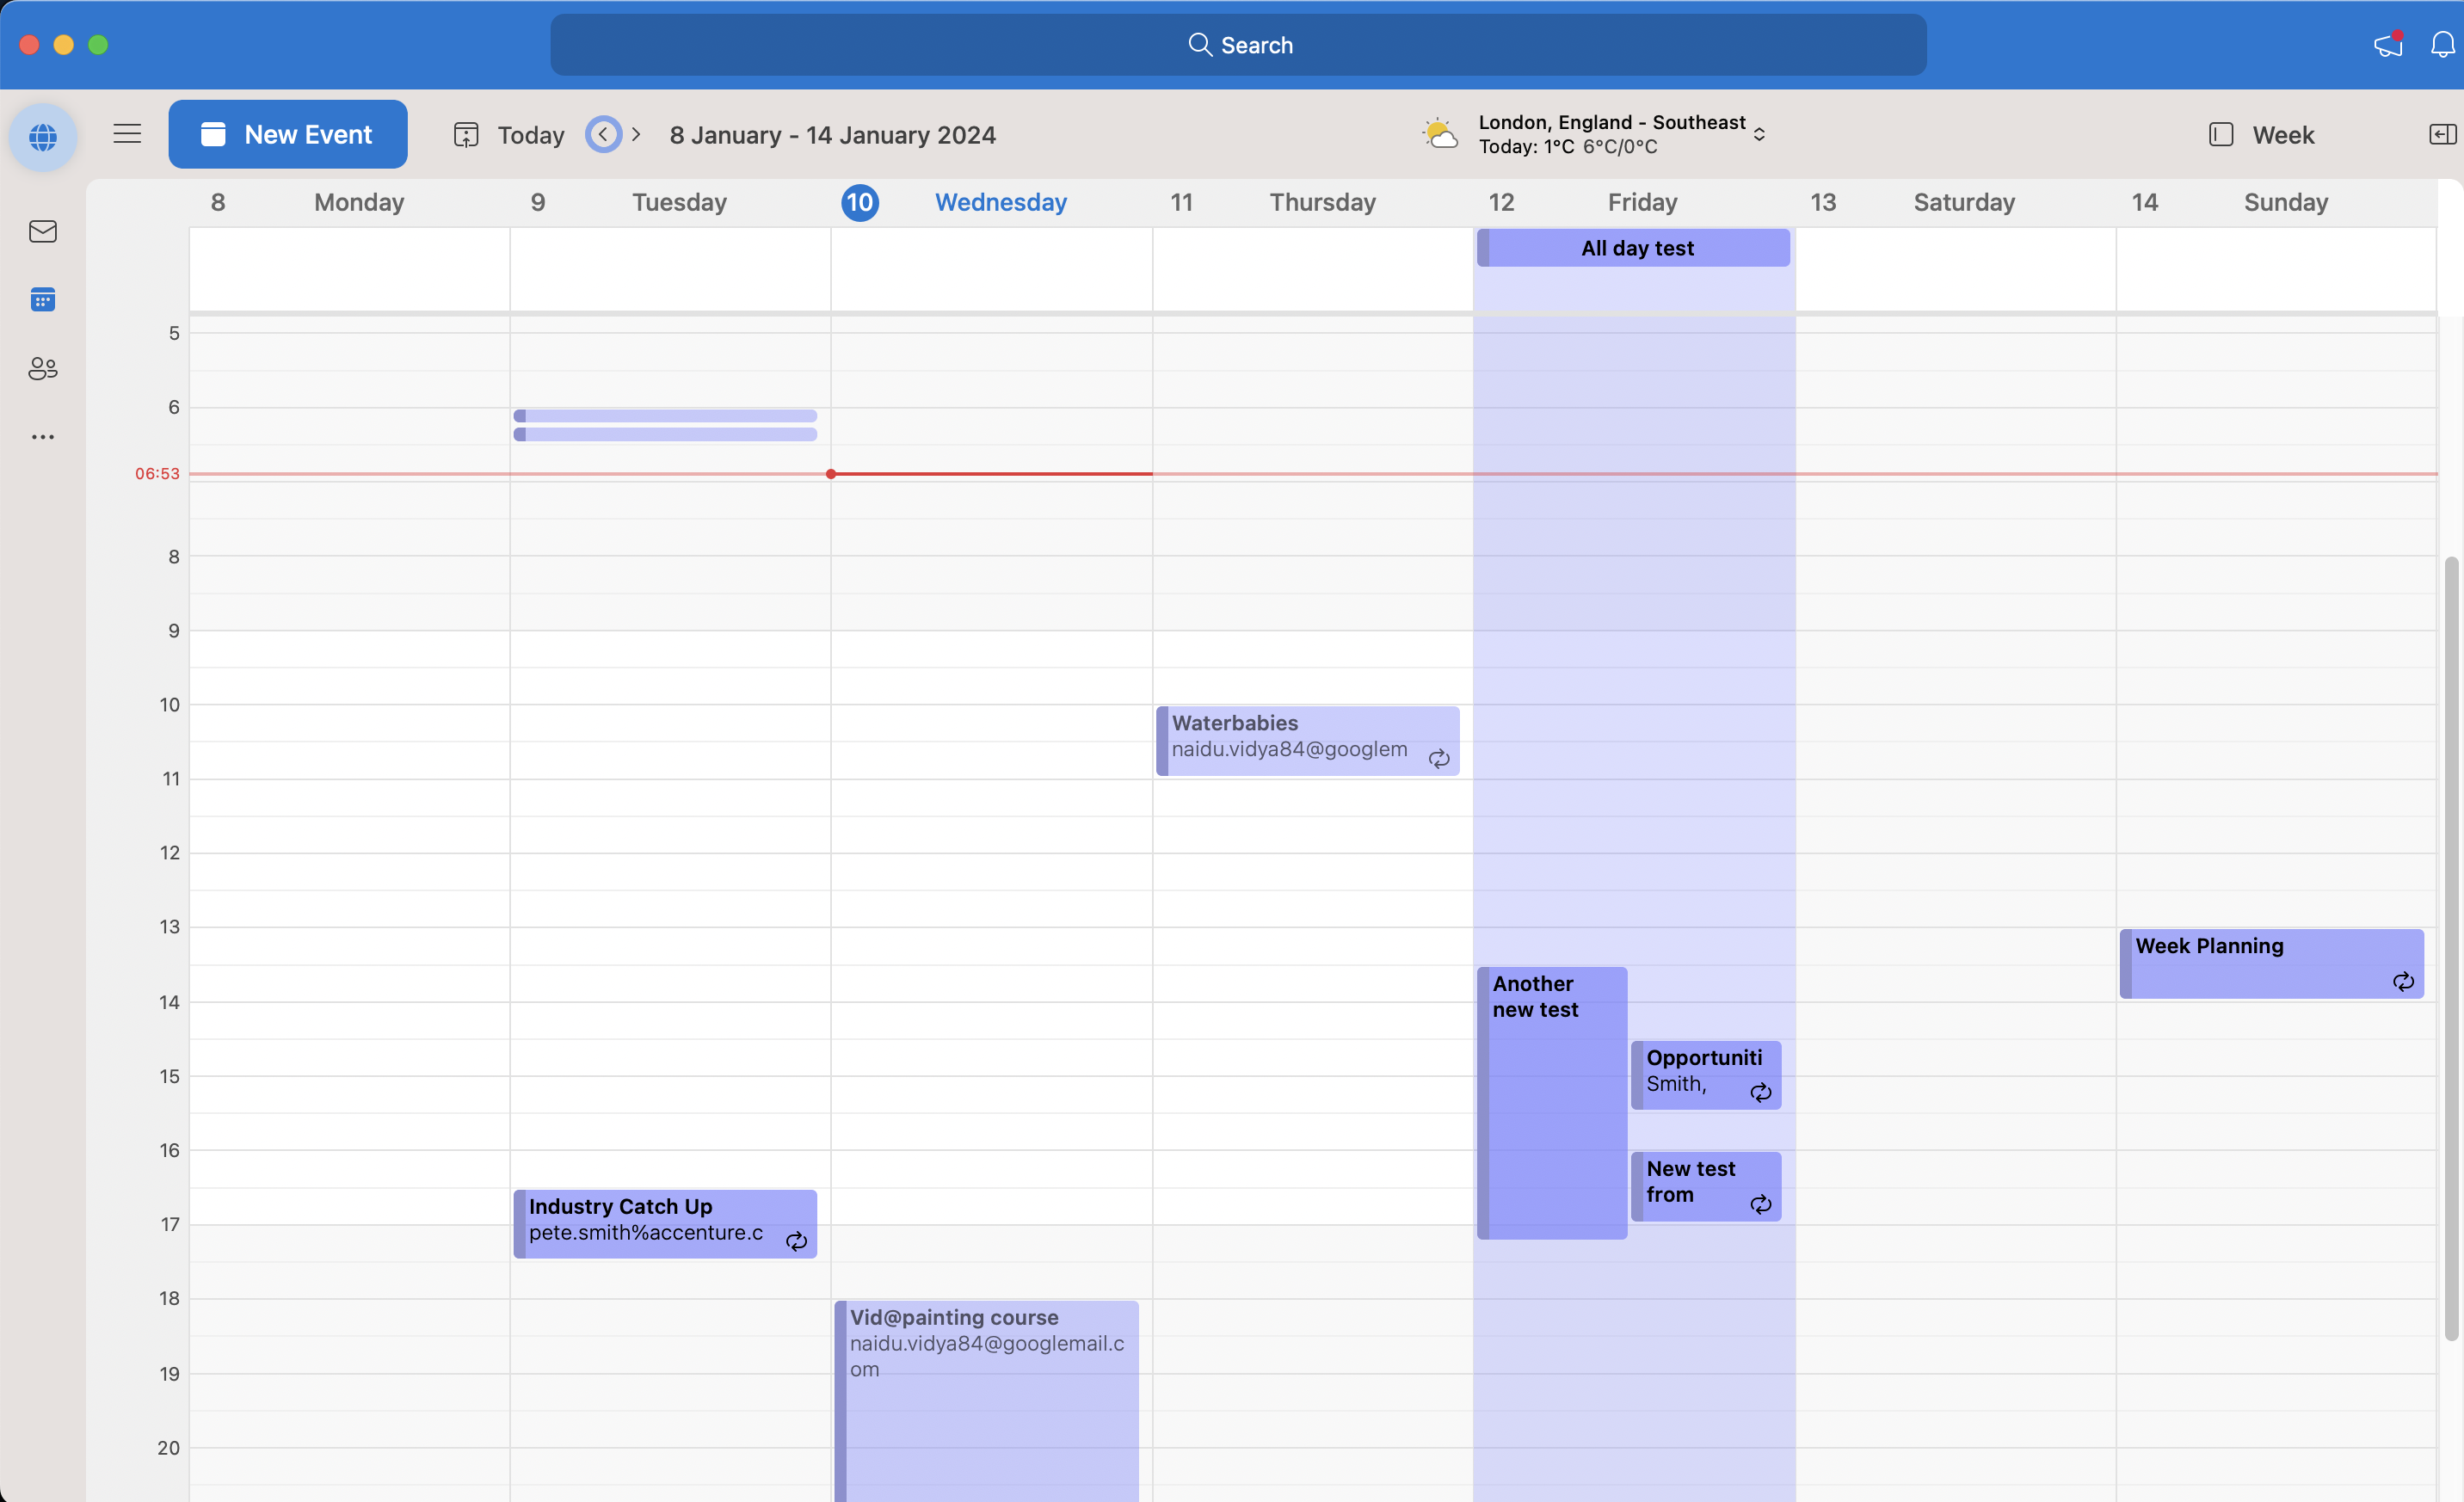 Search
New Event
Today
8 January - 14 January 2024
London, England - Southeast
Today: 1°C 6°C/0°C
Week
8 Monday
9 Tuesday
10 Wednesday
11 Thursday
12 Friday
13 Saturday
14 Sunday
All day test
5
6
06:53
8
9
10
11
12
13
14
15
16
17
18
19
20
Industry Catch Up
pete.smith%accenture.c
Vid@painting course
naidu.vidya84@googlemail.c
om
Waterbabies
naidu.vidya84@googlem
Another
new test
Opportuniti
Smith,
New test
from
Week Planning